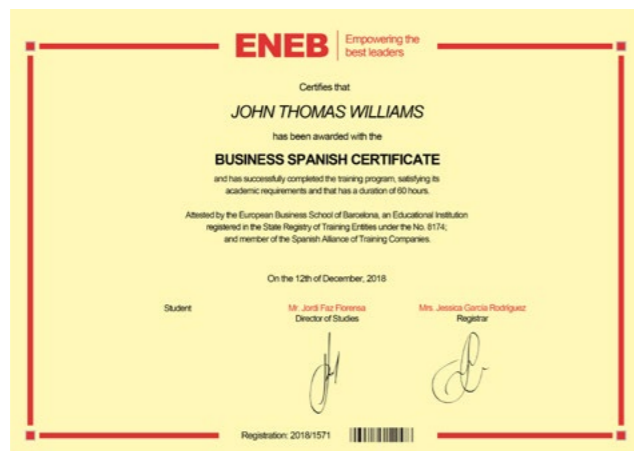 ENEB
Empowering the
best leaders
Certifies that
JOHN THOMAS WILLIAMS
has been awarded with the
BUSINESS SPANISH CERTIFICATE
and has successfully completed the training program, satisfying its
academic requirements and that has a duration of 60 hours.
Attested by the European Business School of Barcelona, an Educational Institution
registered in the State Registry of Training Entities under the No. 8174;
and member of the Spanish Alliance of Training Companies.
On the 12th of December, 2018
Student
Mr. Jordi Faz Florensa
Director of Studies
Mrs. Jessica García Rodríguez
Registrar
Registration: 2018/1571